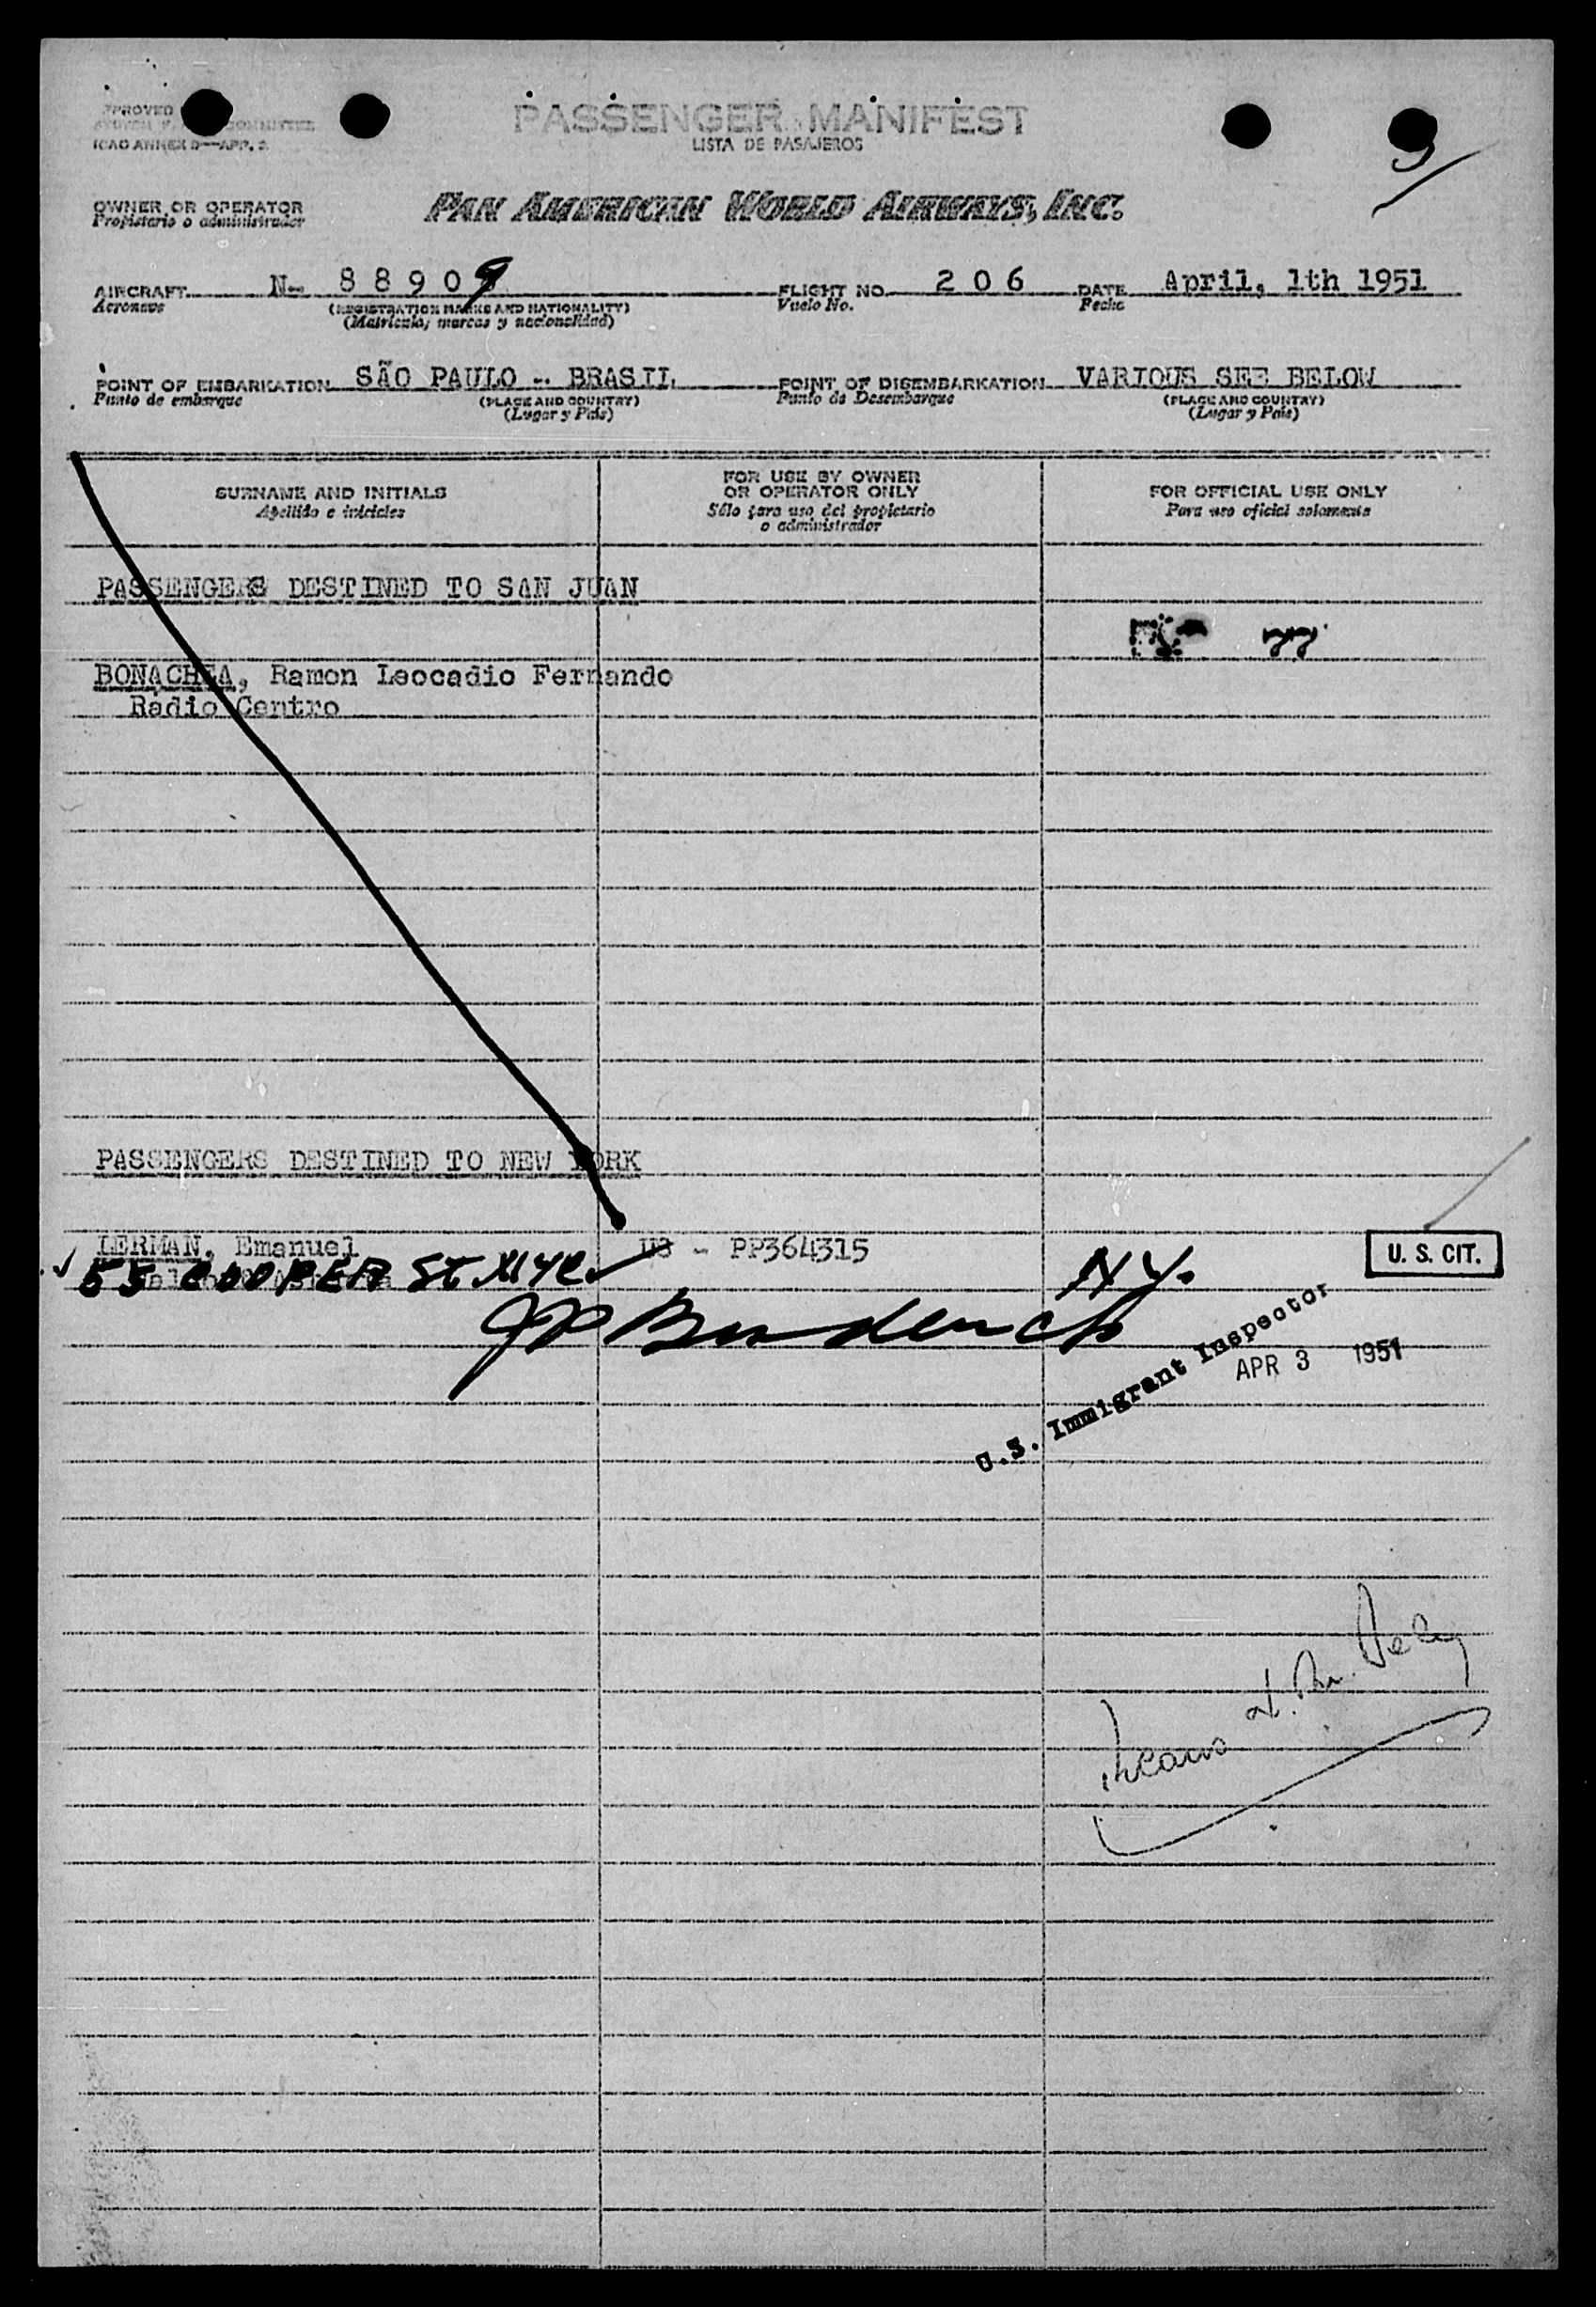 PASSENGER MANIFEST
LISTA DE PASAJEROS
APPROVED
ICAO ANNEX 9—APP. 2
9
OWNER OR OPERATOR
Propietario o administrador
PAN AMERICAN WORLD AIRWAYS, INC.
AIRCRAFT N- 88909 FLIGHT NO. 206 DATE April, 1th 1951
Aeronave (REGISTRATION MARKS AND NATIONALITY) Vuelo No. Fecha
(Matrícula, marcas y nacionalidad)
POINT OF EMBARKATION SÃO PAULO - BRASIL POINT OF DISEMBARKATION VARIOUS SEE BELOW
Punto de embarque (PLACE AND COUNTRY) Punto de Desembarque (PLACE AND COUNTRY)
(Lugar y País) (Lugar y País)
SURNAME AND INITIALS FOR USE BY OWNER OR OPERATOR ONLY FOR OFFICIAL USE ONLY
Apellido e iniciales Sólo para uso del propietario o administrador Para uso oficial solamente
PASSENGERS DESTINED TO SAN JUAN
BONACHEA, Ramon Leocadio Fernando
Radio Centro
PASSENGERS DESTINED TO NEW YORK
LERMAN, Emanuel US - PP364315 U. S. CIT.
55 COOPER St. NYC. N.Y.
U.S. Immigrant Inspector
APR 3 1951